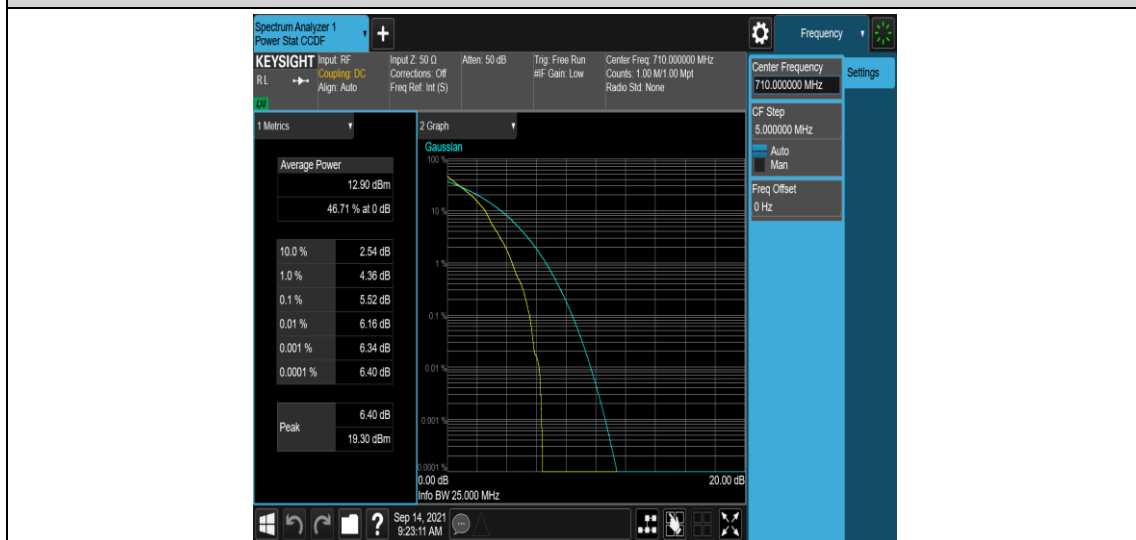 Spectrum Analyzer 1
Power Stat CCDF
+
Frequency
KEYSIGHT
RL
Input: RF
Coupling: DC
Align: Auto
Input Z: 50 Ω
Corrections: Off
Freq Ref: Int (S)
Atten: 50 dB
Trig: Free Run
#IF Gain: Low
Center Freq: 710.000000 MHz
Counts: 1.00 M/1.00 Mpt
Radio Std: None
1 Metrics
Average Power
12.90 dBm
46.71 % at 0 dB
10.0 % 2.54 dB
1.0 % 4.36 dB
0.1 % 5.52 dB
0.01 % 6.16 dB
0.001 % 6.34 dB
0.0001 % 6.40 dB
Peak
6.40 dB
19.30 dBm
2 Graph
Gaussian
100 %
10 %
1 %
0.1 %
0.01 %
0.001 %
0.0001 %
0.00 dB 20.00 dB
Info BW 25.000 MHz
Center Frequency
710.000000 MHz
Settings
CF Step
5.000000 MHz
Auto
Man
Freq Offset
0 Hz
?
Sep 14, 2021
9:23:11 AM